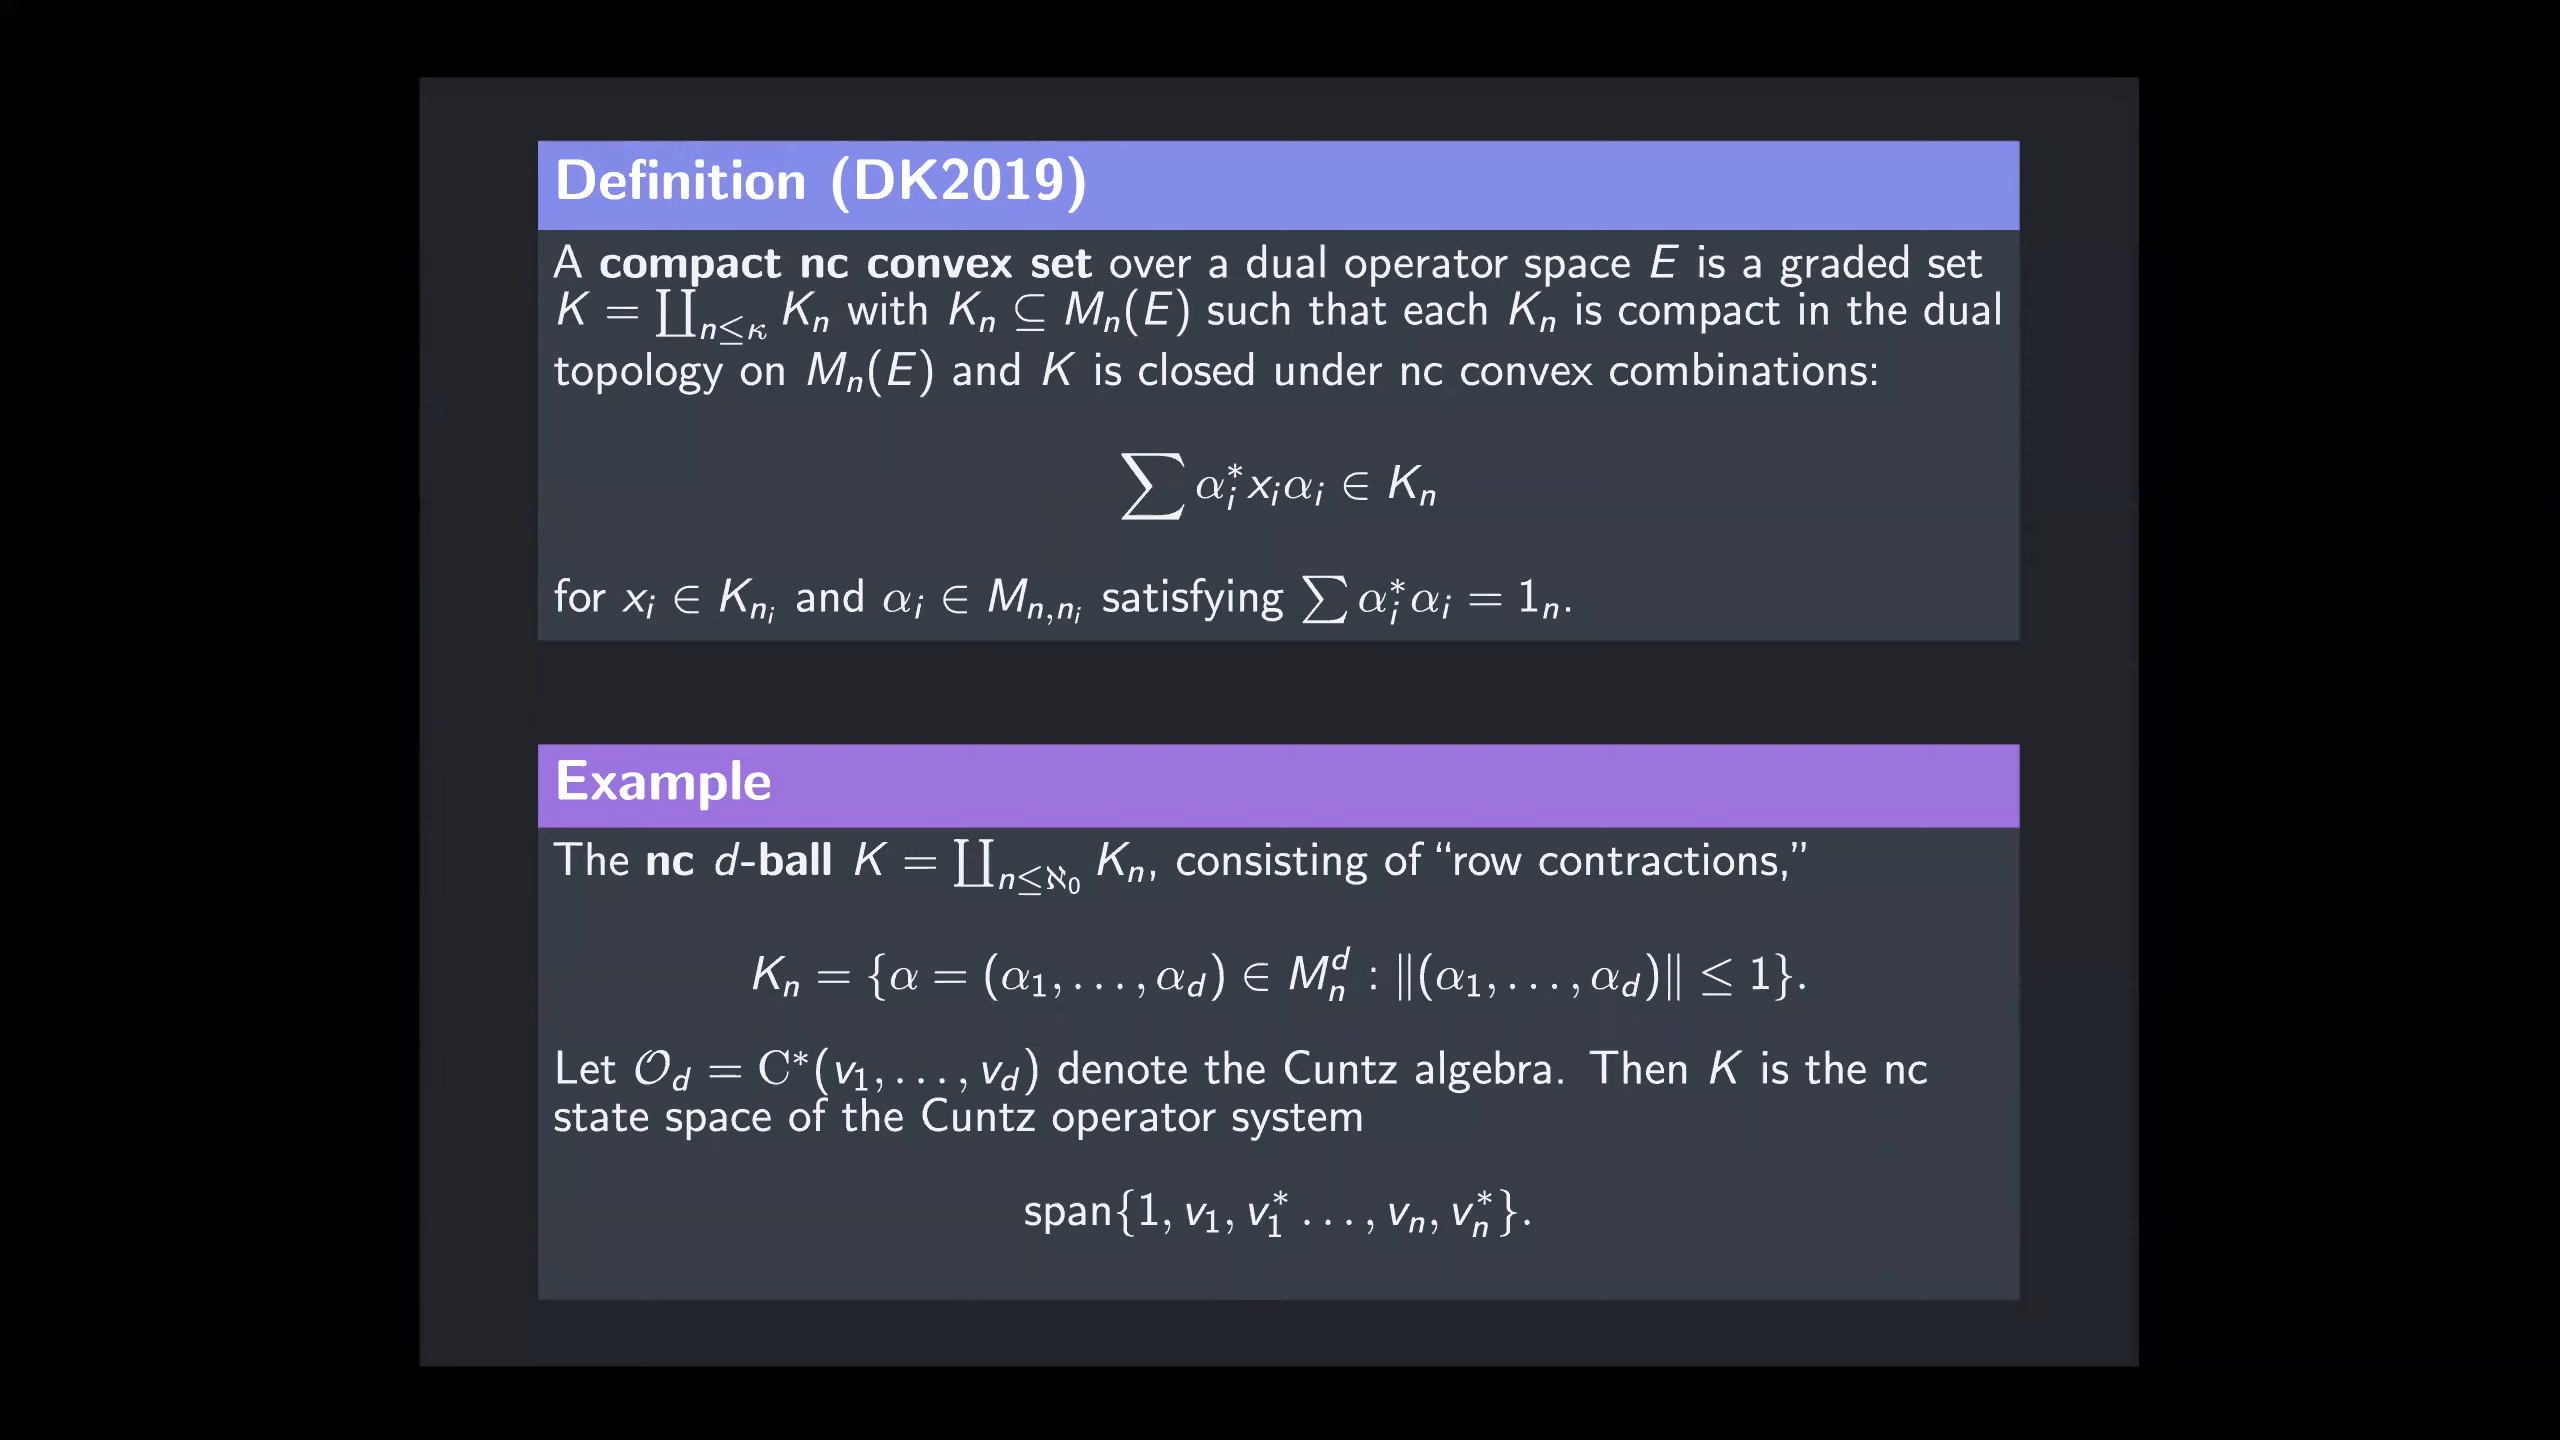 Definition (DK2019)
A compact nc convex set over a dual operator space E is a graded set
K = ∐_{n≤κ} K_n with K_n ⊆ M_n(E) such that each K_n is compact in the dual
topology on M_n(E) and K is closed under nc convex combinations:
∑ α_i^* x_i α_i ∈ K_n
for x_i ∈ K_{n_i} and α_i ∈ M_{n,n_i} satisfying ∑ α_i^* α_i = 1_n.
Example
The nc d-ball K = ∐_{n≤ℵ_0} K_n, consisting of “row contractions,”
K_n = {α = (α_1, . . . , α_d) ∈ M_n^d : ‖(α_1, . . . , α_d)‖ ≤ 1}.
Let 𝒪_d = C^*(v_1, . . . , v_d) denote the Cuntz algebra. Then K is the nc
state space of the Cuntz operator system
span{1, v_1, v_1^* . . . , v_n, v_n^*}.